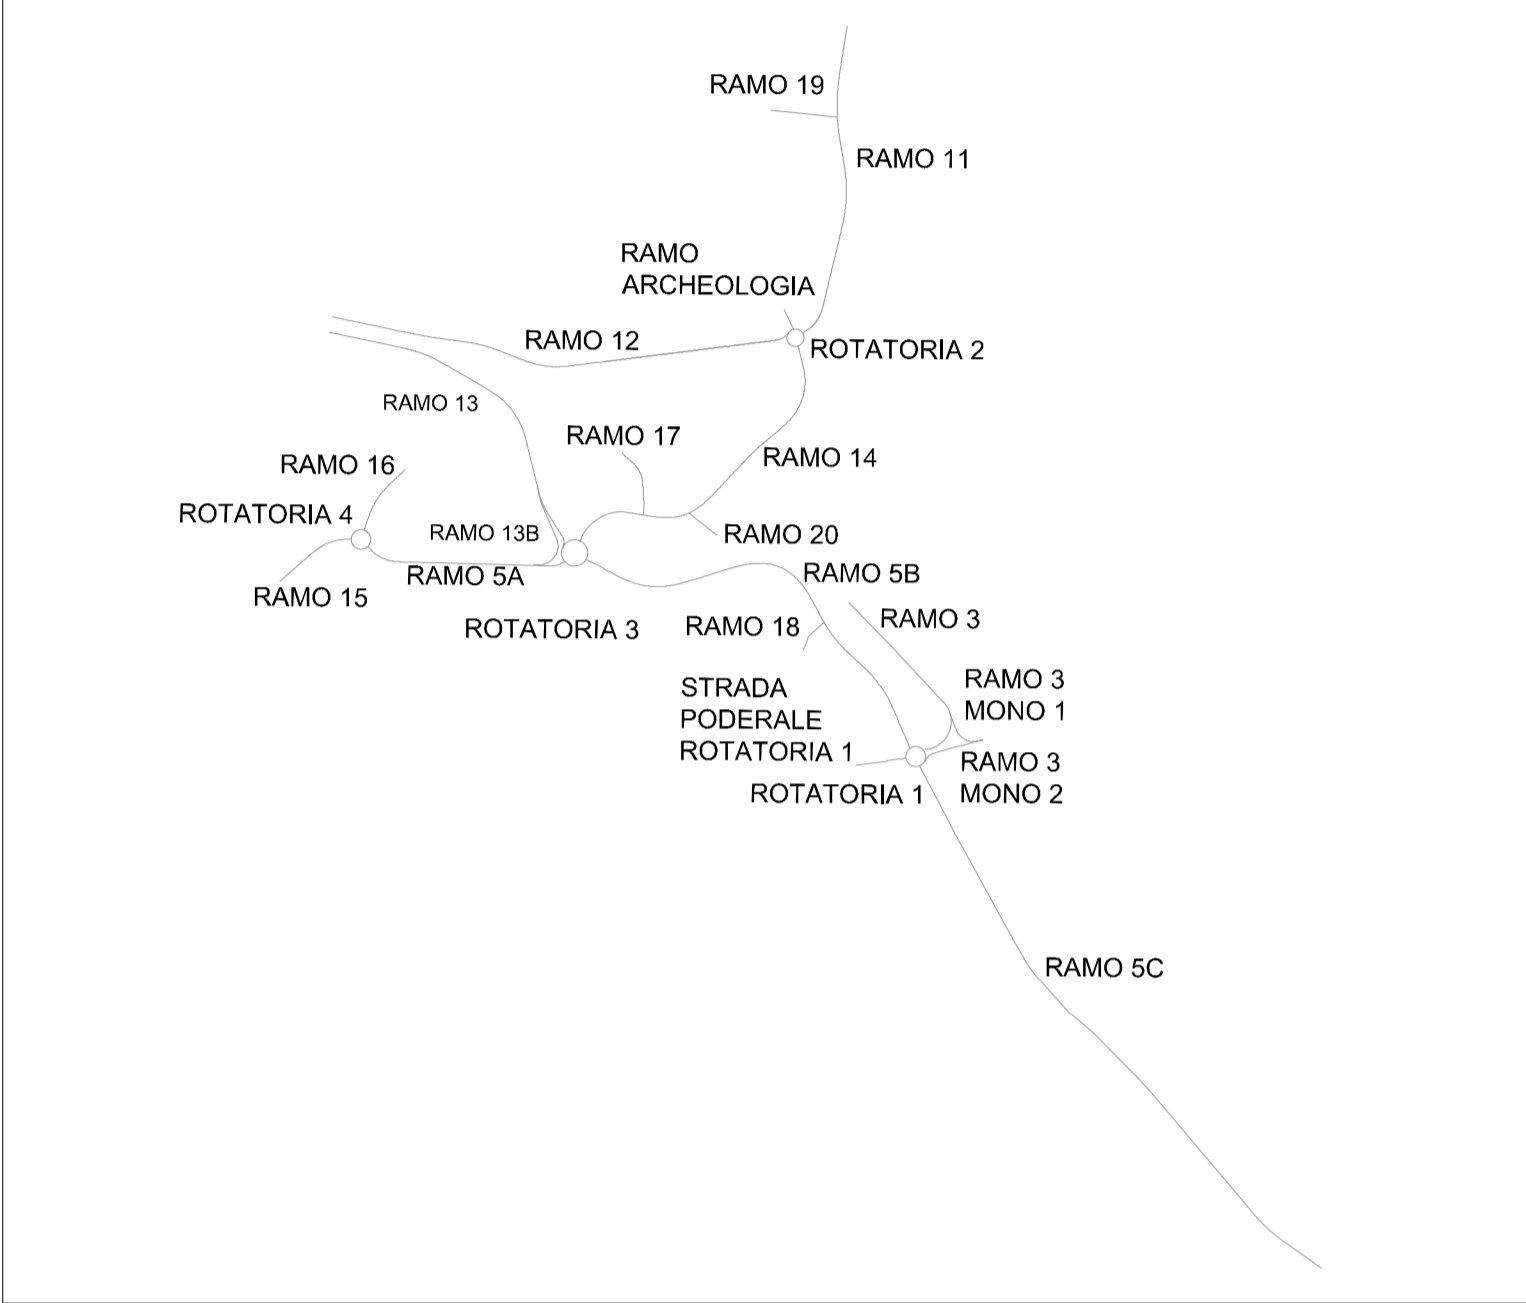 RAMO 19
RAMO 11
RAMO
ARCHEOLOGIA
RAMO 12
ROTATORIA 2
RAMO 13
RAMO 17
RAMO 14
RAMO 16
ROTATORIA 4
RAMO 13B
RAMO 20
RAMO 5A
RAMO 5B
RAMO 15
RAMO 3
ROTATORIA 3
RAMO 18
STRADA
PODERALE
ROTATORIA 1
RAMO 3
MONO 1
RAMO 3
MONO 2
ROTATORIA 1
RAMO 5C